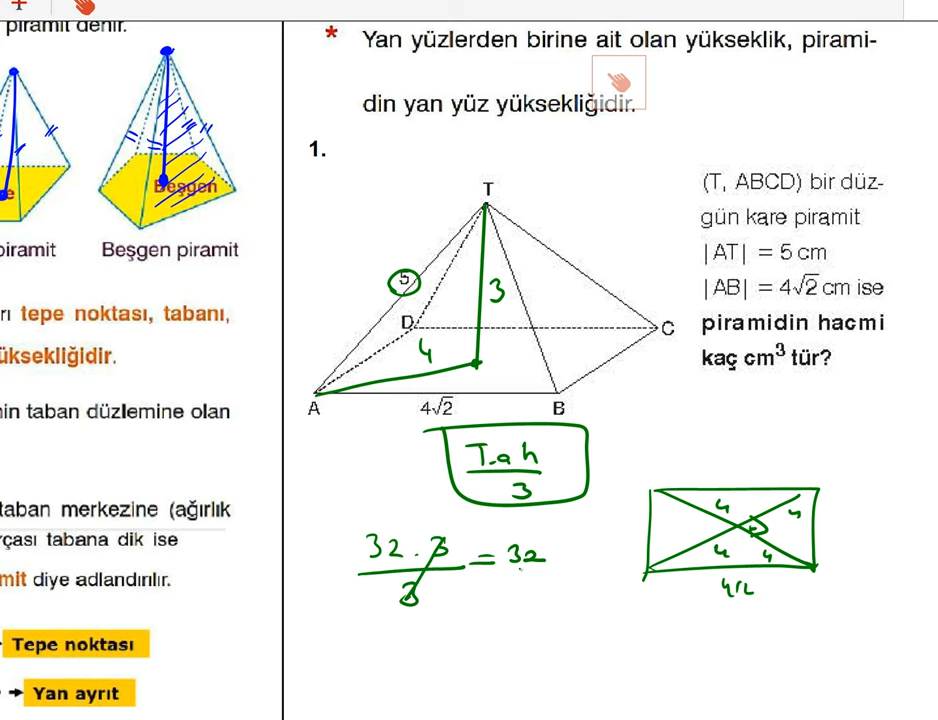 piramit denir.
Beşgen
e
piramit
Beşgen piramit
rı tepe noktası, tabanı,
üksekliğidir.
nin taban düzlemine olan
taban merkezine (ağırlık
rçası tabana dik ise
mit diye adlandırılır.
Tepe noktası
Yan ayrıt
* Yan yüzlerden birine ait olan yükseklik, pirami-
din yan yüz yüksekliğidir.
1.
T
5
3
D
C
4
A
4√2
B
(T, ABCD) bir düz-
gün kare piramit
|AT| = 5 cm
|AB| = 4√2 cm ise
piramidin hacmi
kaç cm³ tür?
T.a h
3
32 . 3
3
= 32
4
4
4
4
4√2